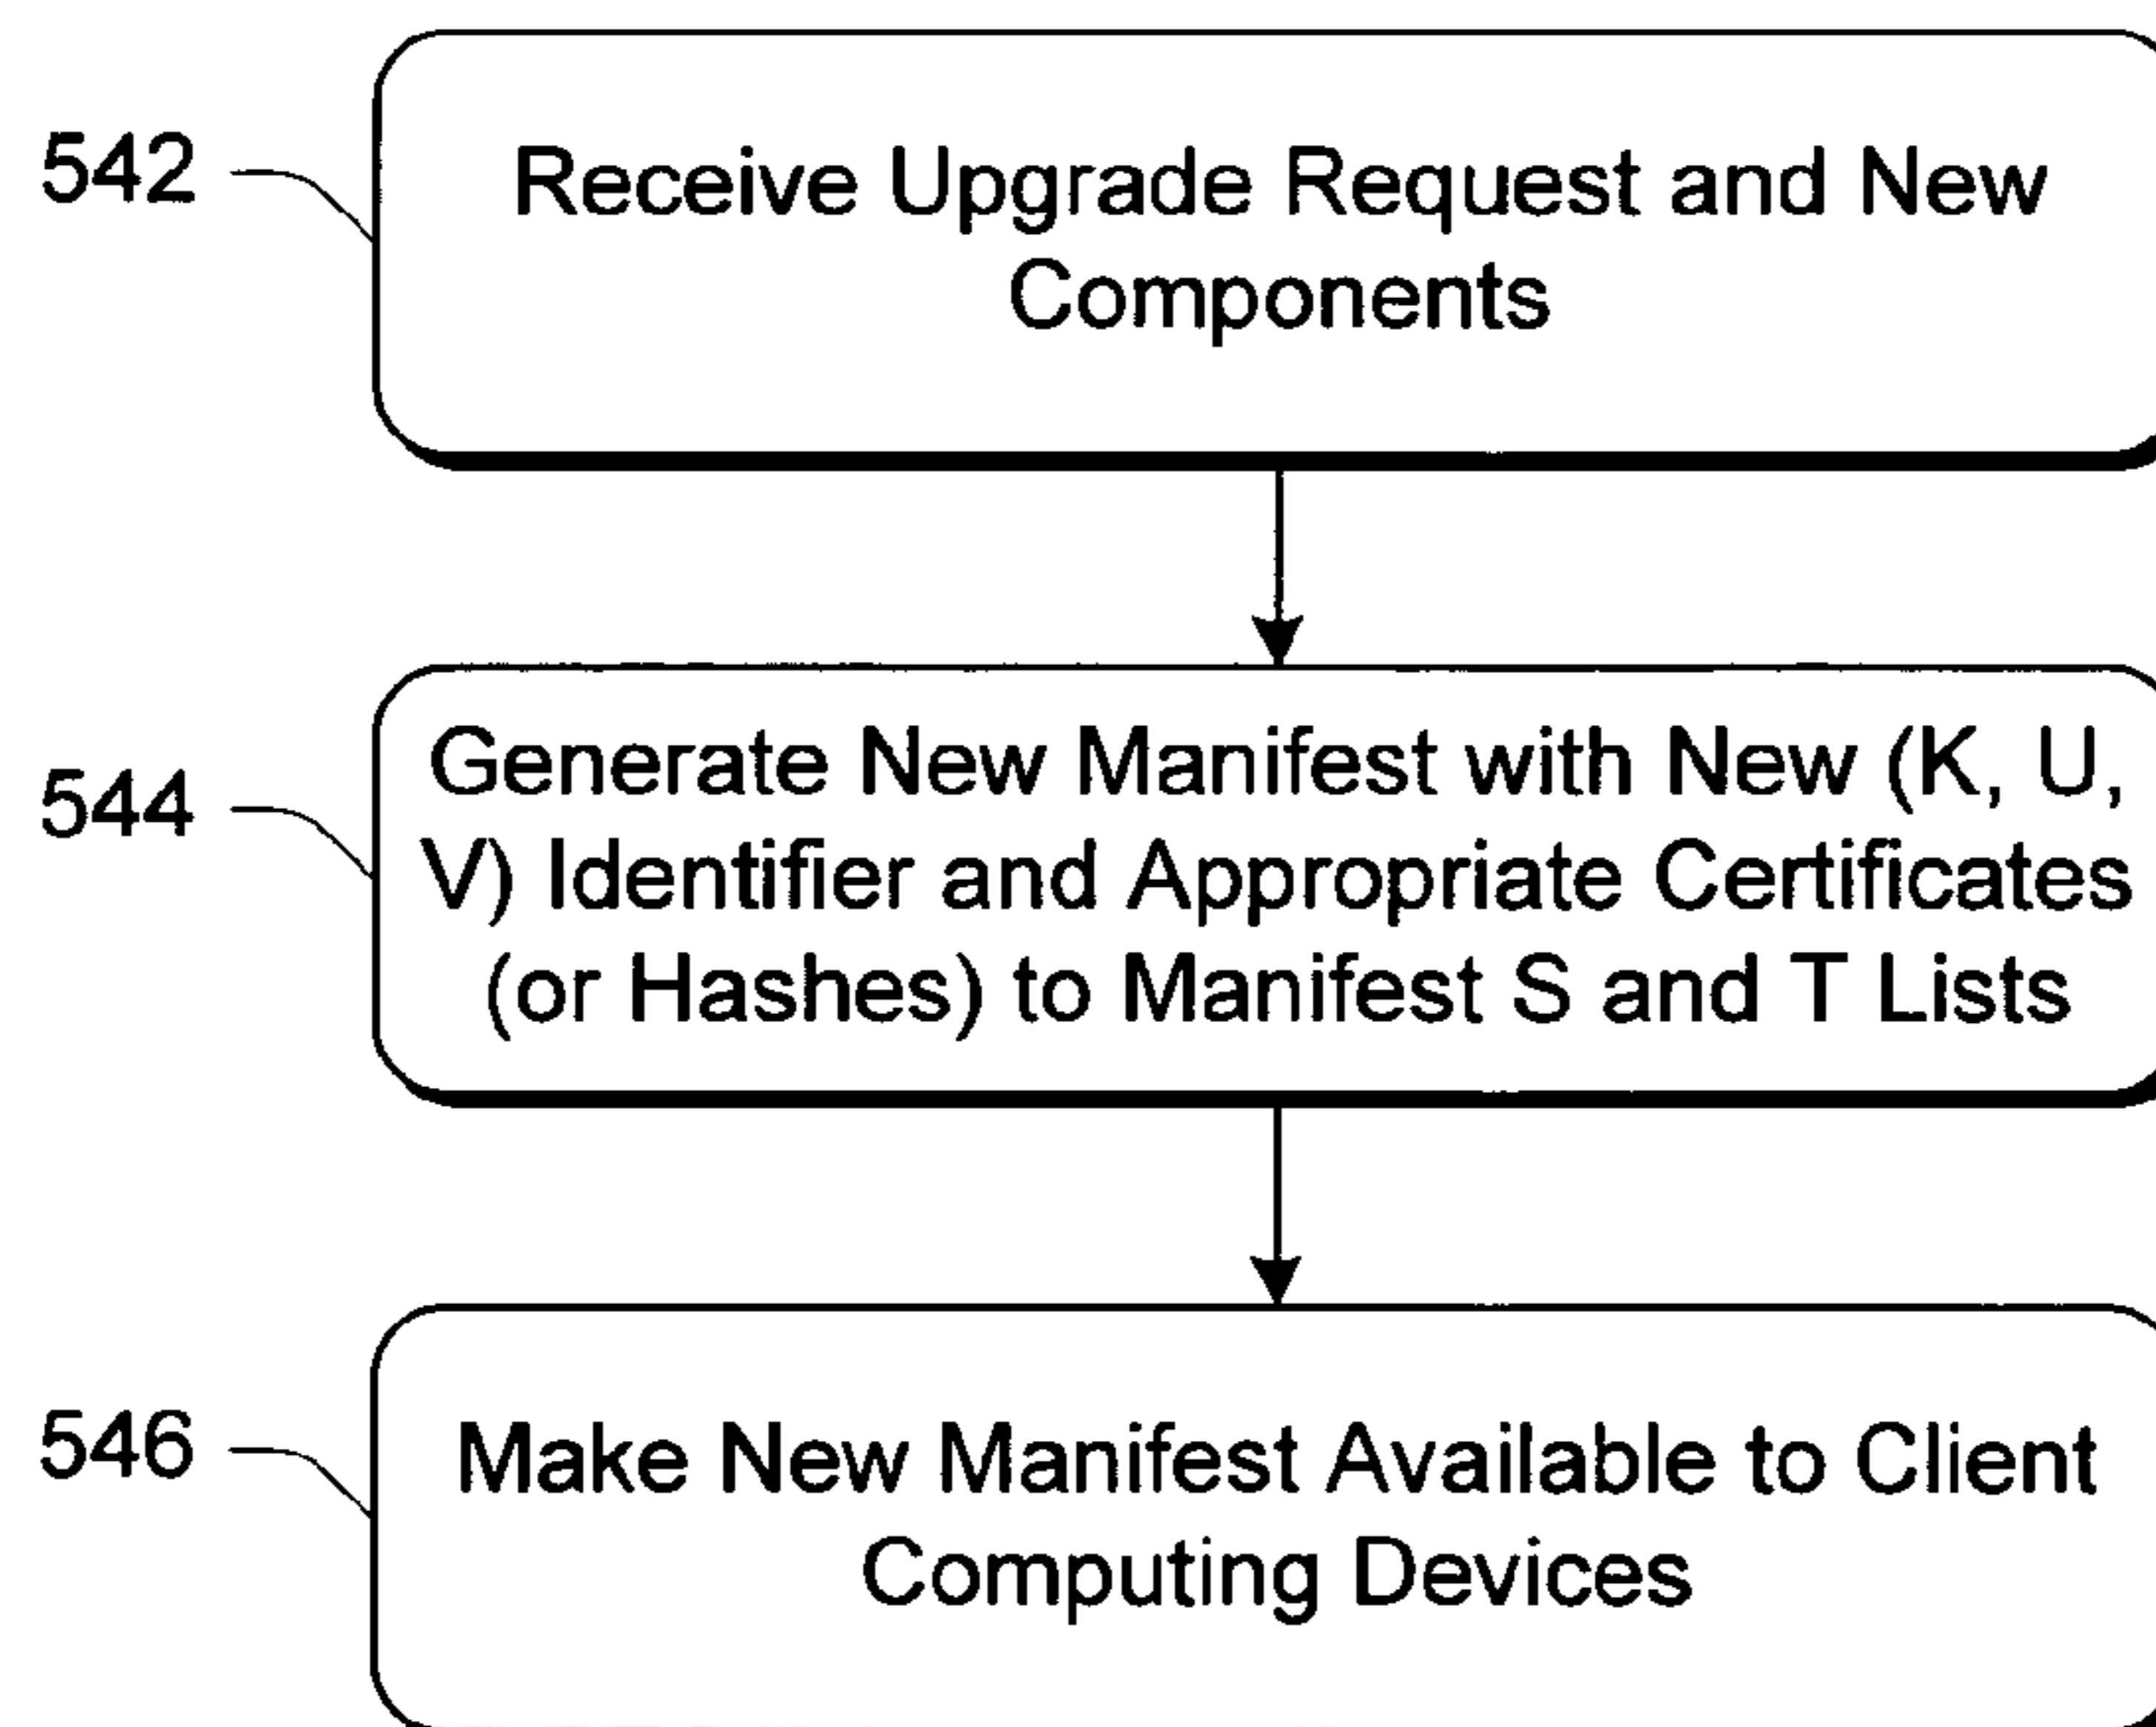 542
Receive Upgrade Request and New
Components
544
Generate New Manifest with New (K, U,
V) Identifier and Appropriate Certificates
(or Hashes) to Manifest S and T Lists
546
Make New Manifest Available to Client
Computing Devices